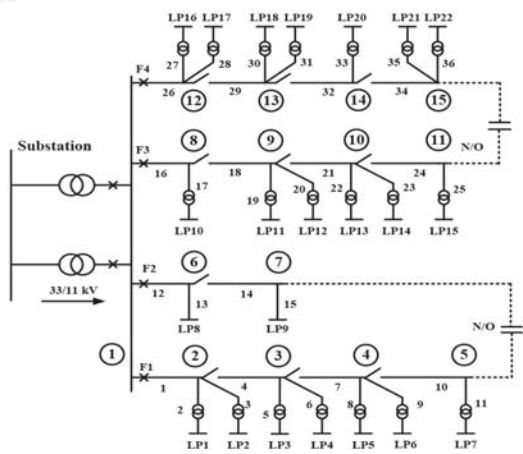 LP16 LP17 LP18 LP19 LP20 LP21 LP22
27 28 30 31 33 35 36
F4
26 29 32 34
12 13 14 15
8 9 10 11
N/O
Substation
F3
16 18 21 24
17 19 20 22 23 25
LP10 LP11 LP12 LP13 LP14 LP15
6 7
F2
33/11 kV
12 13 14 15
LP8 LP9
N/O
1 2 3 4 5
F1
1 4 7 10
2 3 5 6 8 9 11
LP1 LP2 LP3 LP4 LP5 LP6 LP7